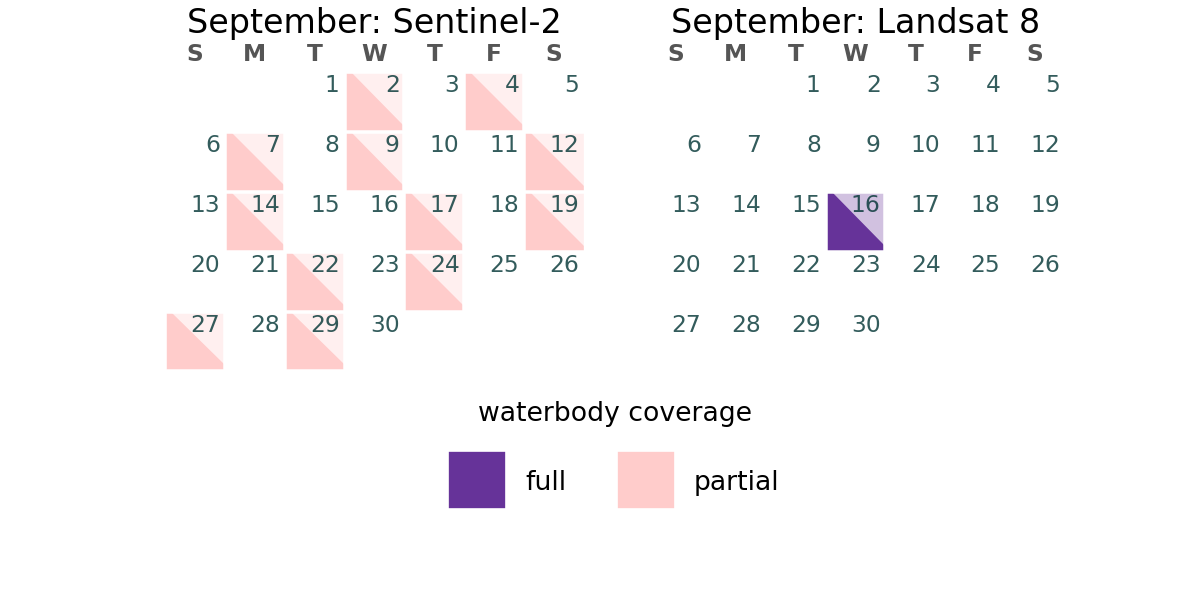 September: Sentinel-2
S M T W T F S
1 2 3 4 5
6 7 8 9 10 11 12
13 14 15 16 17 18 19
20 21 22 23 24 25 26
27 28 29 30
September: Landsat 8
S M T W T F S
1 2 3 4 5
6 7 8 9 10 11 12
13 14 15 16 17 18 19
20 21 22 23 24 25 26
27 28 29 30
waterbody coverage
full
partial